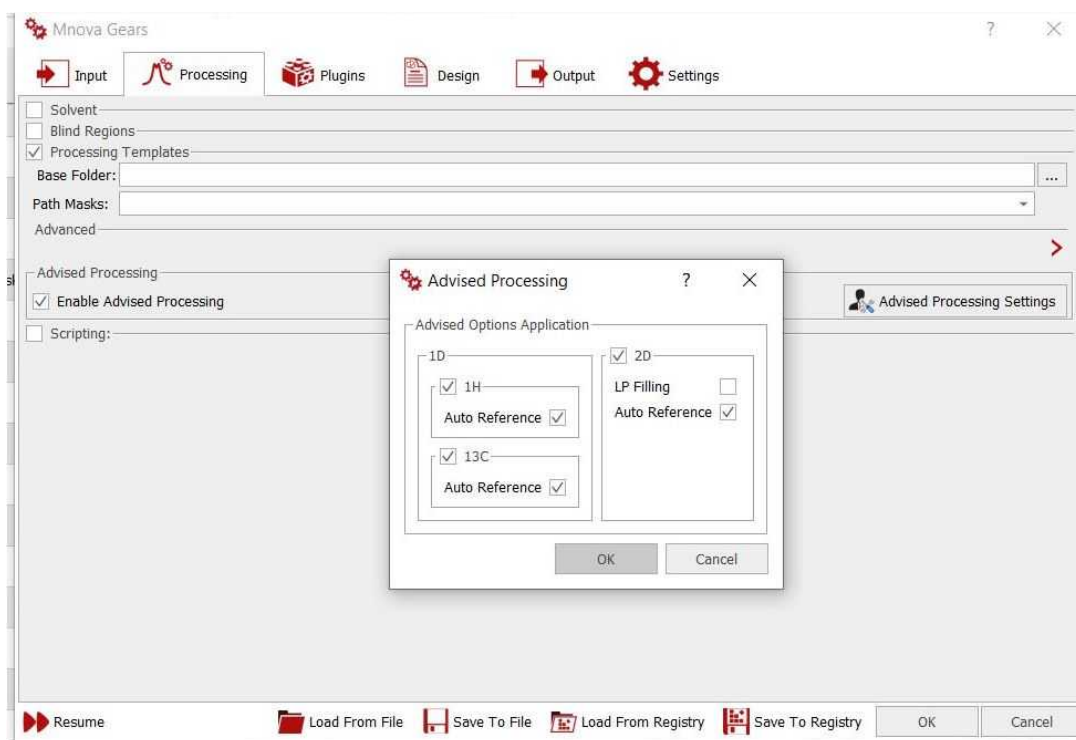 Mnova Gears
Input Processing Plugins Design Output Settings
Solvent
Blind Regions
Processing Templates
Base Folder: ...
Path Masks:
Advanced
Advised Processing
Enable Advised Processing
Advised Processing Settings
Scripting:
Advised Processing ?
Advised Options Application
1D
1H
Auto Reference
13C
Auto Reference
2D
LP Filling
Auto Reference
OK Cancel
Resume Load From File Save To File Load From Registry Save To Registry OK Cancel